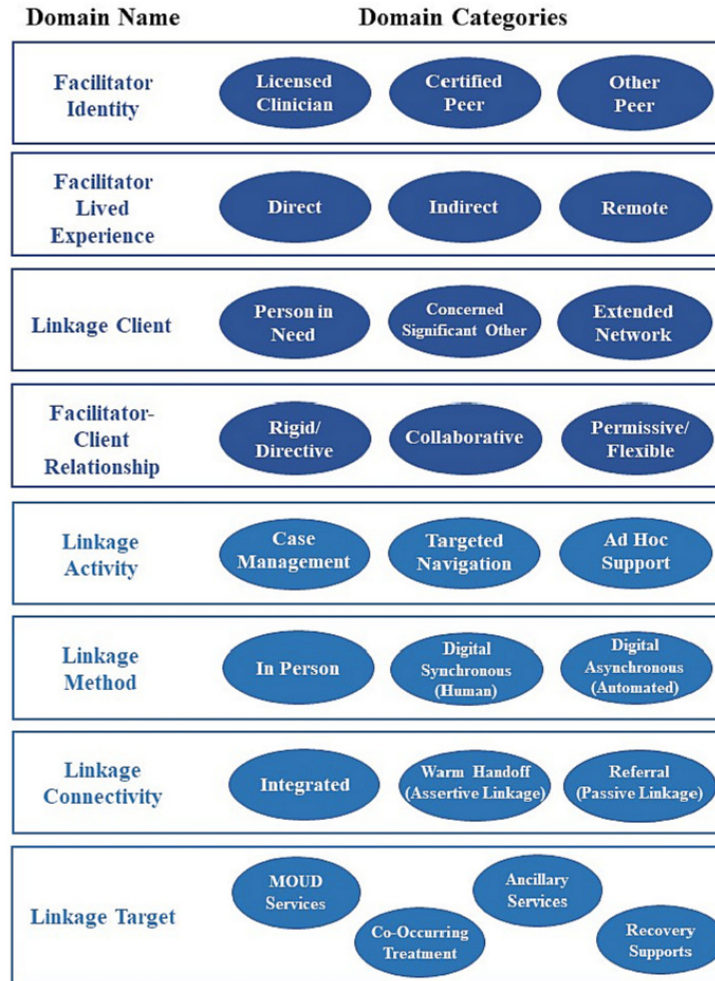 Domain Name
Domain Categories
Facilitator
Identity
Licensed
Clinician
Certified
Peer
Other
Peer
Facilitator
Lived
Experience
Direct
Indirect
Remote
Linkage Client
Person in
Need
Concerned
Significant Other
Extended
Network
Facilitator-
Client
Relationship
Rigid/
Directive
Collaborative
Permissive/
Flexible
Linkage
Activity
Case
Management
Targeted
Navigation
Ad Hoc
Support
Linkage
Method
In Person
Digital
Synchronous
(Human)
Digital
Asynchronous
(Automated)
Linkage
Connectivity
Integrated
Warm Handoff
(Assertive Linkage)
Referral
(Passive Linkage)
Linkage Target
MOUD
Services
Co-Occurring
Treatment
Ancillary
Services
Recovery
Supports